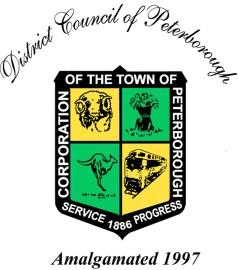 District Council of Peterborough
CORPORATION OF THE TOWN OF PETERBOROUGH
SERVICE 1886 PROGRESS
Amalgamated 1997